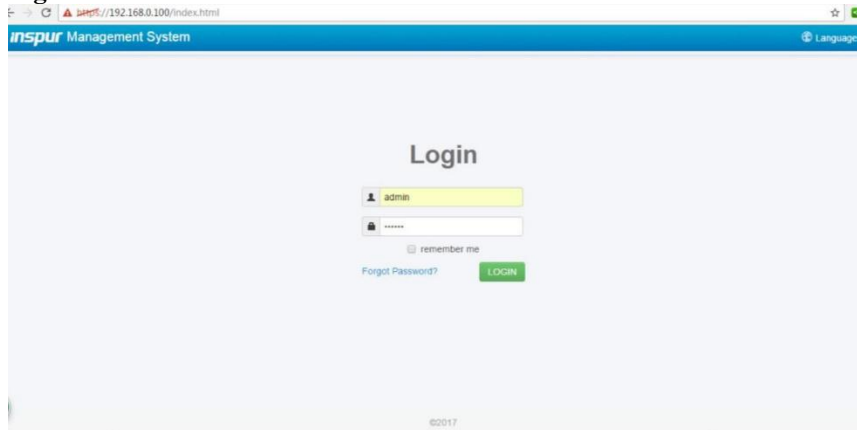 https://192.168.0.100/index.html
inspur Management System
Language
Login
admin
······
remember me
Forgot Password?
LOGIN
©2017